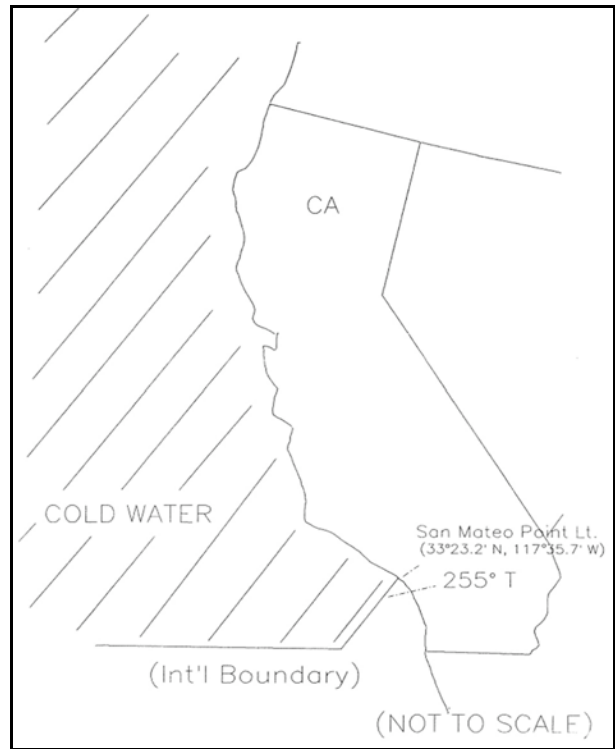 CA
COLD WATER
San Mateo Point Lt.
(33°23.2' N, 117°35.7' W)
255° T
(Int'l Boundary)
(NOT TO SCALE)